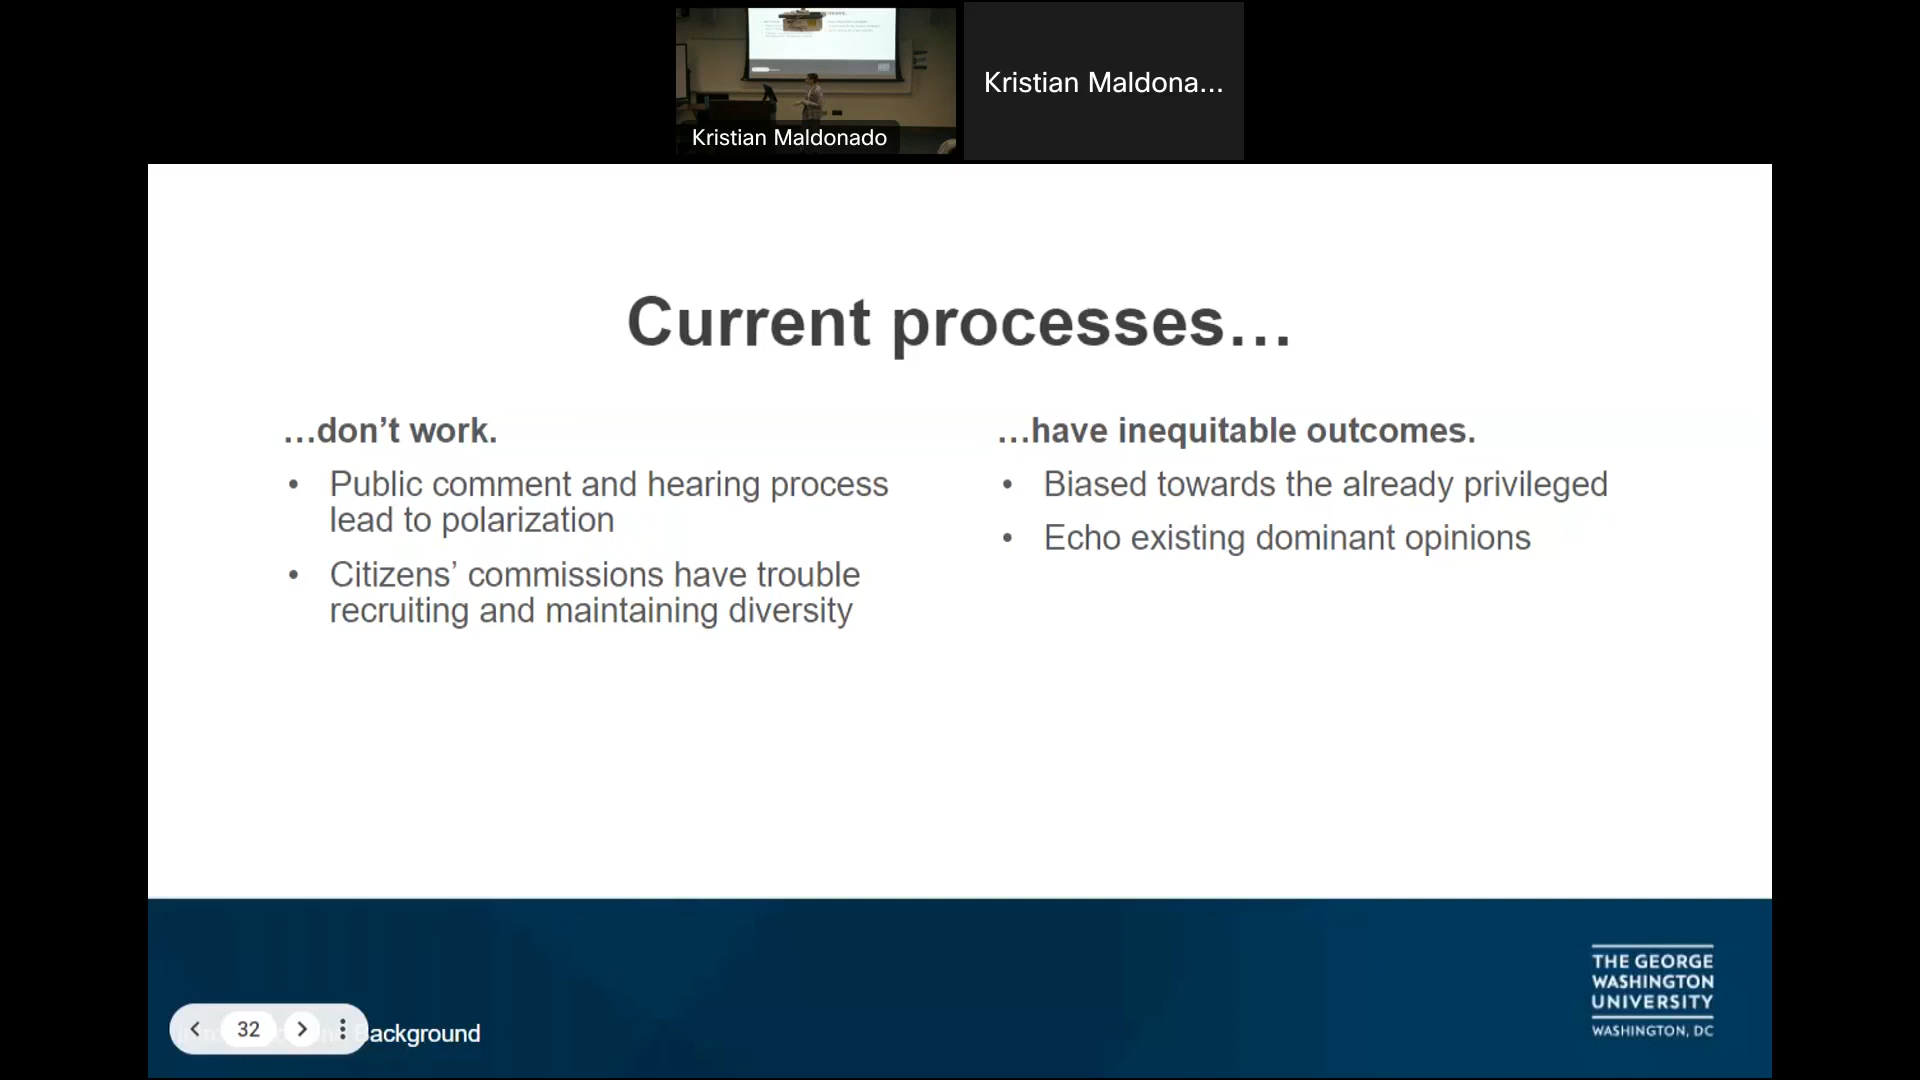 Kristian Maldonado
Kristian Maldona...
Current processes…
…don’t work.
• Public comment and hearing process
lead to polarization
• Citizens’ commissions have trouble
recruiting and maintaining diversity
…have inequitable outcomes.
• Biased towards the already privileged
• Echo existing dominant opinions
32
Background
THE GEORGE
WASHINGTON
UNIVERSITY
WASHINGTON, DC